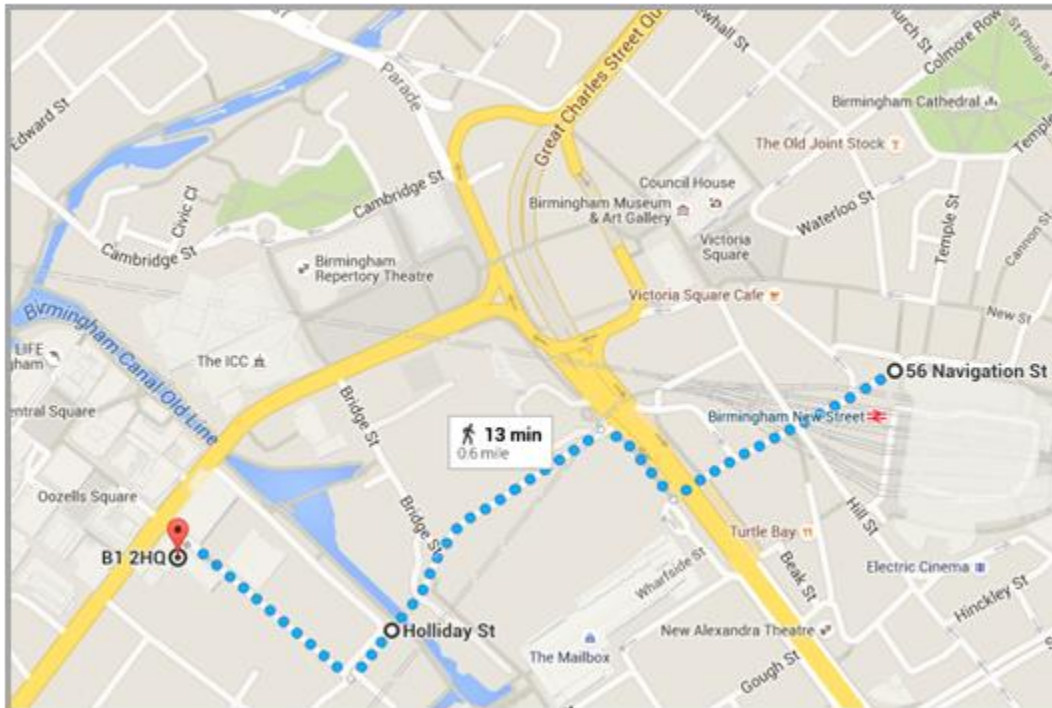 Great Charles Street Qu
ewhall St
hurch St
Colmore Row
St Philip's
Edward St
Parade
Birmingham Cathedral
Temple
The Old Joint Stock
Civic Cl
Cambridge St
Cambridge St
Council House
Birmingham Museum
& Art Gallery
Waterloo St
Temple St
Cannon St
Birmingham
Repertory Theatre
Victoria
Square
Victoria Square Cafe
New St
Birmingham Canal Old Line
LIFE
gham
The ICC
56 Navigation St
entral Square
Bridge St
13 min
0.6 mile
Birmingham New Street
Oozells Square
Bridge St
Hill St
Turtle Bay
B1 2HQ
Wharfside St
Beak St
Electric Cinema
Hinckley St
Holliday St
New Alexandra Theatre
The Mailbox
Gough St